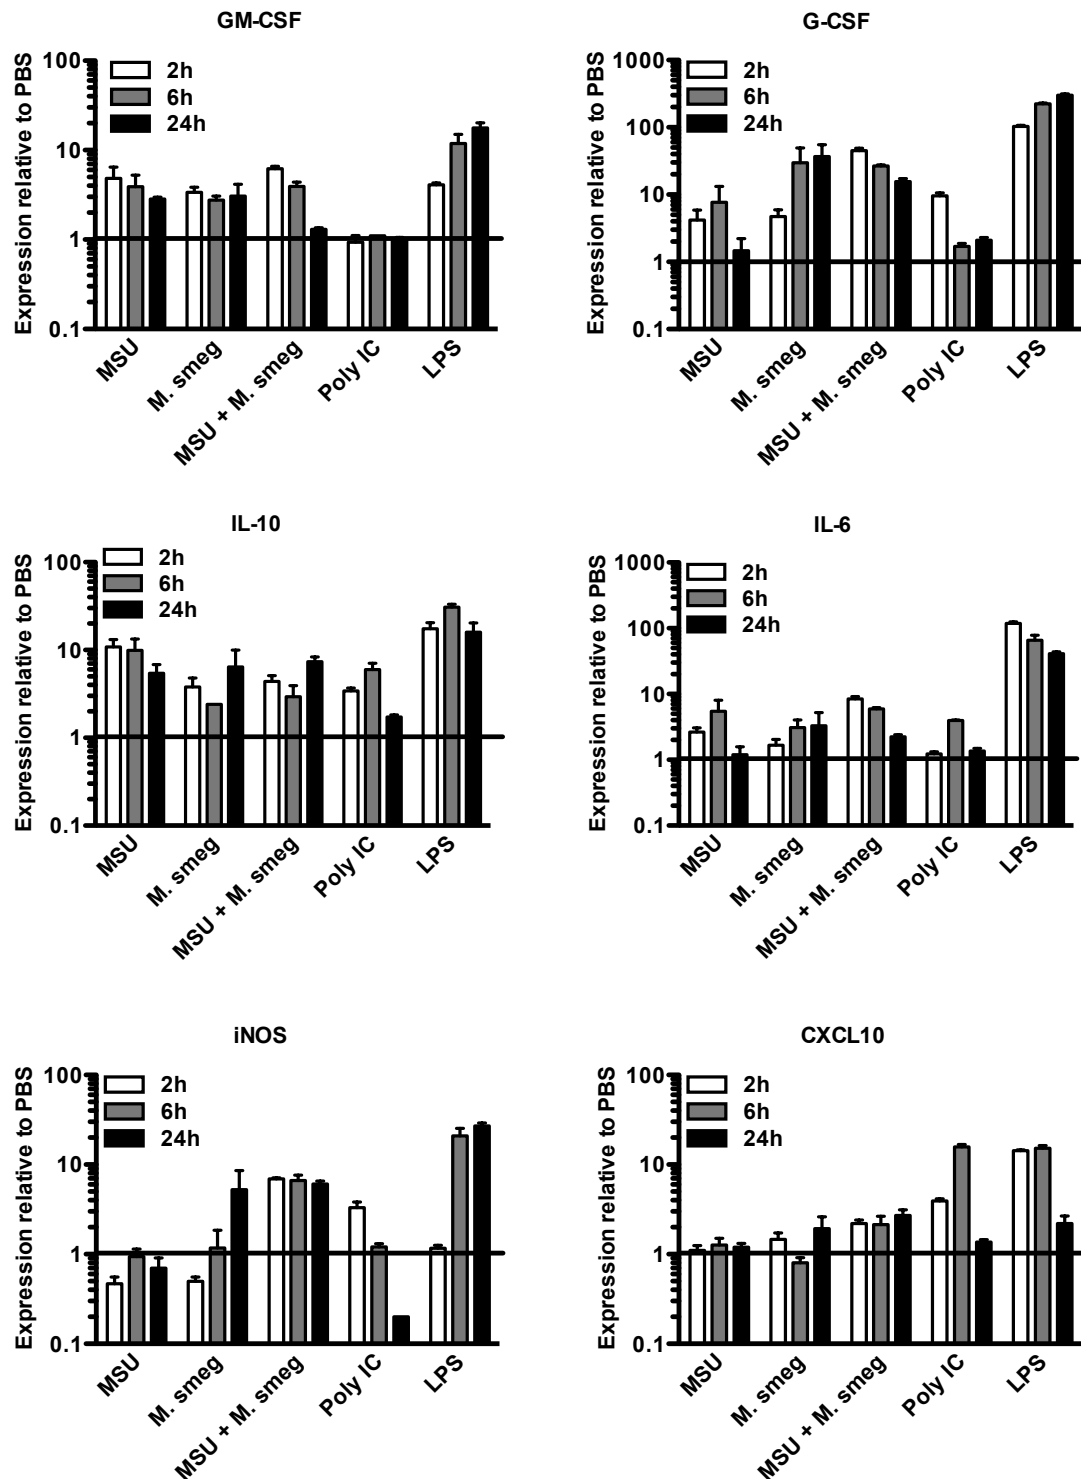 GM-CSF
Expression relative to PBS
100
10
1
0.1
2h
6h
24h
MSU
M. smeg
MSU + M. smeg
Poly IC
LPS
G-CSF
Expression relative to PBS
1000
100
10
1
0.1
2h
6h
24h
MSU
M. smeg
MSU + M. smeg
Poly IC
LPS
IL-10
Expression relative to PBS
100
10
1
0.1
2h
6h
24h
MSU
M. smeg
MSU + M. smeg
Poly IC
LPS
IL-6
Expression relative to PBS
1000
100
10
1
0.1
2h
6h
24h
MSU
M. smeg
MSU + M. smeg
Poly IC
LPS
iNOS
Expression relative to PBS
100
10
1
0.1
2h
6h
24h
MSU
M. smeg
MSU + M. smeg
Poly IC
LPS
CXCL10
Expression relative to PBS
100
10
1
0.1
2h
6h
24h
MSU
M. smeg
MSU + M. smeg
Poly IC
LPS